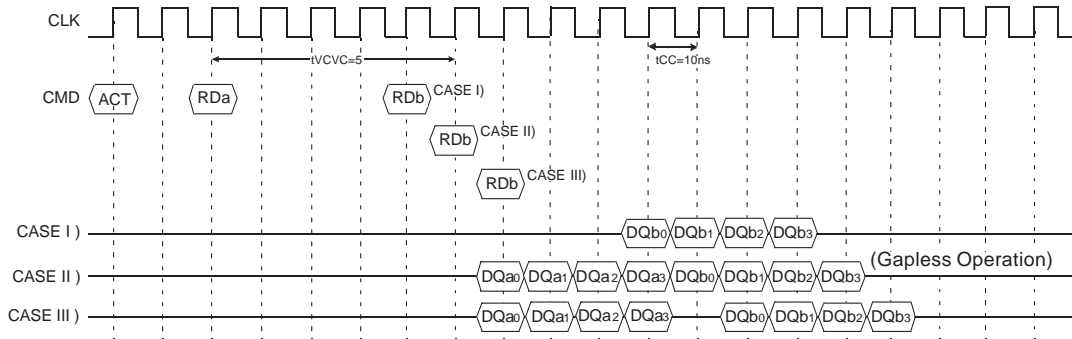 CLK
tVCVC=5
tCC=10ns
CMD ACT RDa RDb CASE I)
RDb CASE II)
RDb CASE III)
CASE I ) DQb0 DQb1 DQb2 DQb3
CASE II ) DQa0 DQa1 DQa2 DQa3 DQb0 DQb1 DQb2 DQb3 (Gapless Operation)
CASE III ) DQa0 DQa1 DQa2 DQa3 DQb0 DQb1 DQb2 DQb3